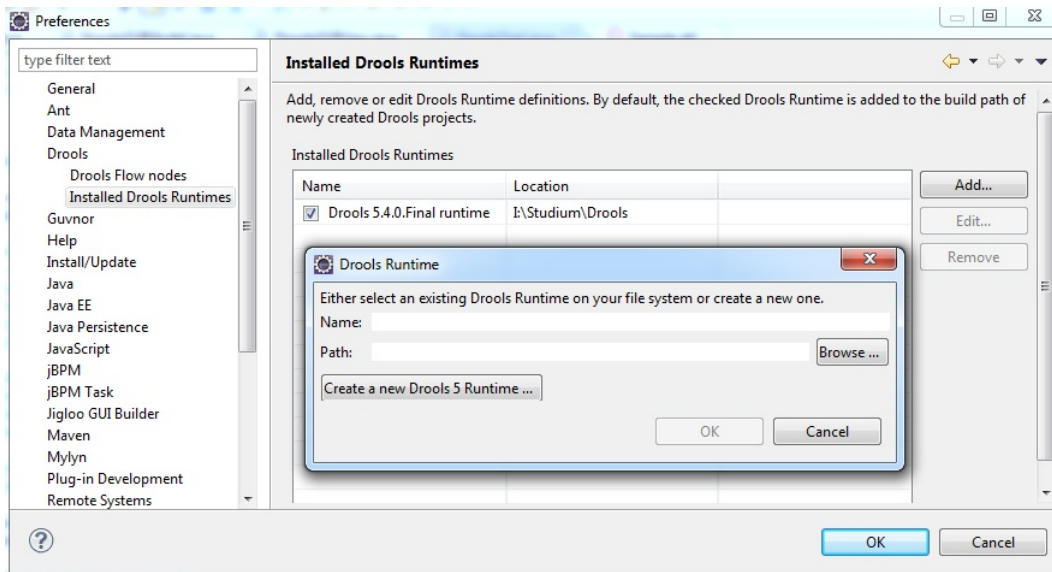 Preferences
type filter text
General
Ant
Data Management
Drools
Drools Flow nodes
Installed Drools Runtimes
Guvnor
Help
Install/Update
Java
Java EE
Java Persistence
JavaScript
jBPM
jBPM Task
Jigloo GUI Builder
Maven
Mylyn
Plug-in Development
Remote Systems
Installed Drools Runtimes
Add, remove or edit Drools Runtime definitions. By default, the checked Drools Runtime is added to the build path of
newly created Drools projects.
Installed Drools Runtimes
Name Location
Drools 5.4.0.Final runtime I:\Studium\Drools
Add...
Edit...
Remove
Drools Runtime
Either select an existing Drools Runtime on your file system or create a new one.
Name:
Path: Browse ...
Create a new Drools 5 Runtime ...
OK Cancel
? OK Cancel